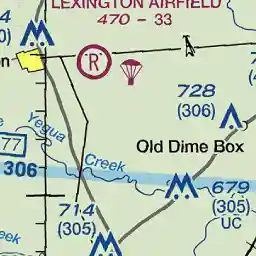 LEXINGTON AIRFIELD
470 - 33
R
728
(306)
Old Dime Box
Yegua
77
306
Creek
679
(305)
UC
714
(305)